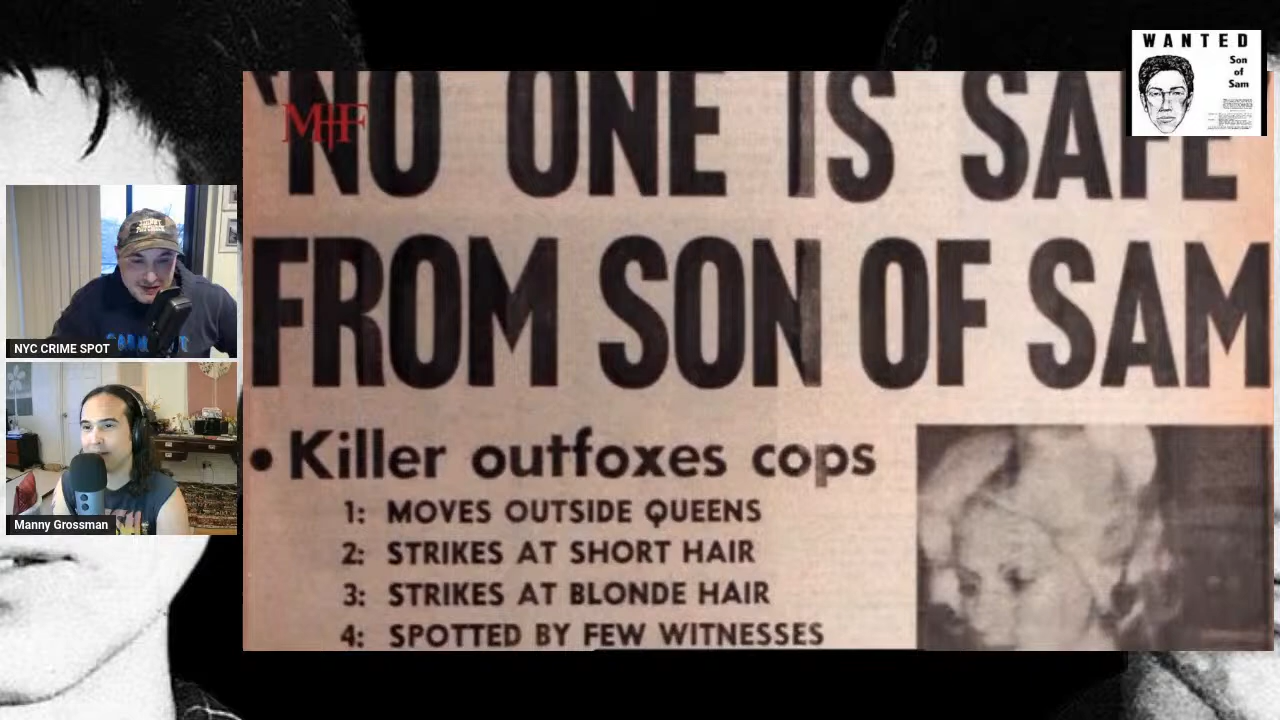 WANTED
Son
of
Sam
MJF
'NO ONE IS SAFE
FROM SON OF SAM
• Killer outfoxes cops
1: MOVES OUTSIDE QUEENS
2: STRIKES AT SHORT HAIR
3: STRIKES AT BLONDE HAIR
4: SPOTTED BY FEW WITNESSES
NYC CRIME SPOT
Manny Grossman